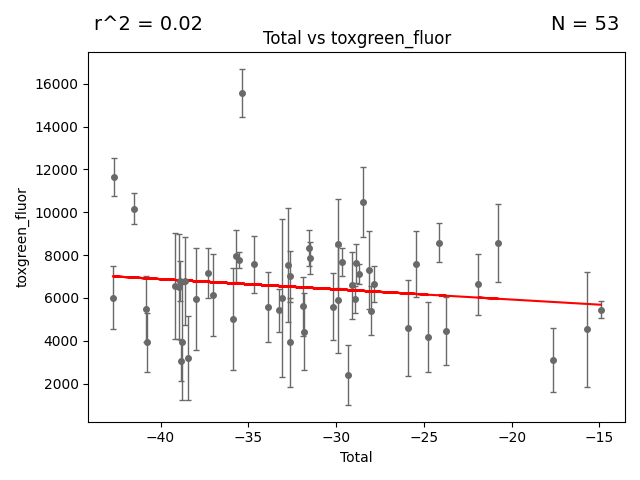 r^2 = 0.02
N = 53
Total vs toxgreen_fluor
16000
14000
12000
10000
8000
6000
4000
2000
toxgreen_fluor
−40
−35
−30
−25
−20
−15
Total